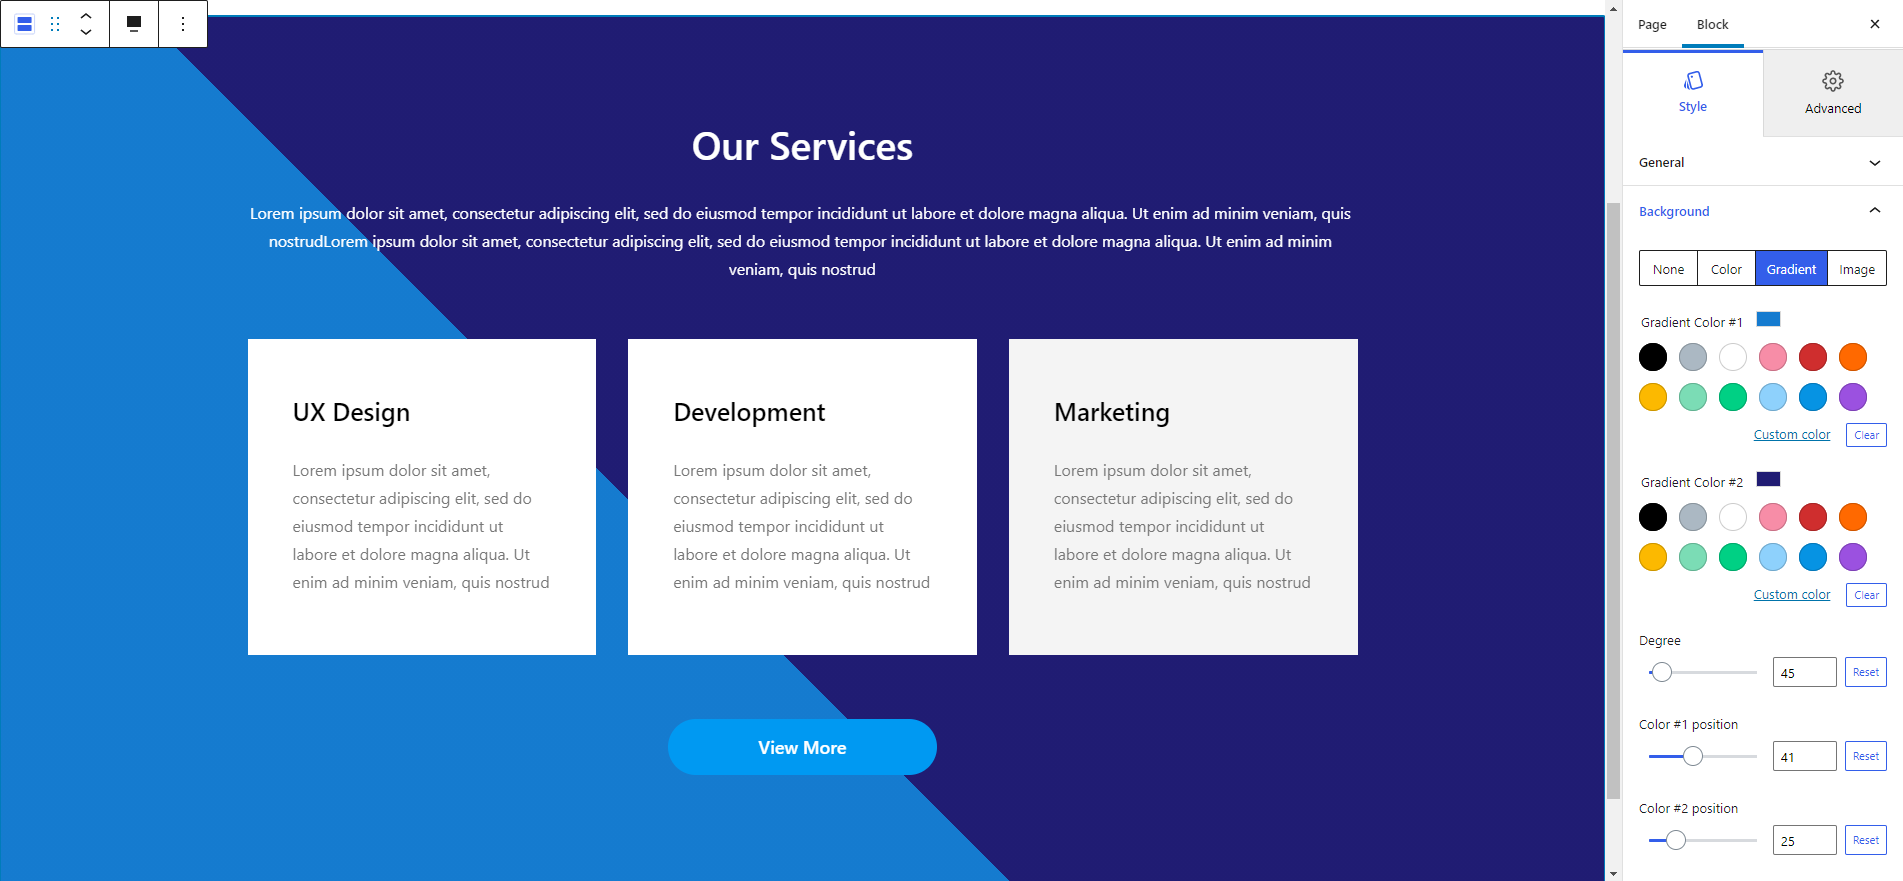 Our Services
Lorem ipsum dolor sit amet, consectetur adipiscing elit, sed do eiusmod tempor incididunt ut labore et dolore magna aliqua. Ut enim ad minim veniam, quis
nostrudLorem ipsum dolor sit amet, consectetur adipiscing elit, sed do eiusmod tempor incididunt ut labore et dolore magna aliqua. Ut enim ad minim
veniam, quis nostrud
UX Design
Lorem ipsum dolor sit amet,
consectetur adipiscing elit, sed do
eiusmod tempor incididunt ut
labore et dolore magna aliqua. Ut
enim ad minim veniam, quis nostrud
Development
Lorem ipsum dolor sit amet,
consectetur adipiscing elit, sed do
eiusmod tempor incididunt ut
labore et dolore magna aliqua. Ut
enim ad minim veniam, quis nostrud
Marketing
Lorem ipsum dolor sit amet,
consectetur adipiscing elit, sed do
eiusmod tempor incididunt ut
labore et dolore magna aliqua. Ut
enim ad minim veniam, quis nostrud
View More
Page Block
Style Advanced
General
Background
None Color Gradient Image
Gradient Color #1
Custom color Clear
Gradient Color #2
Custom color Clear
Degree
45 Reset
Color #1 position
41 Reset
Color #2 position
25 Reset